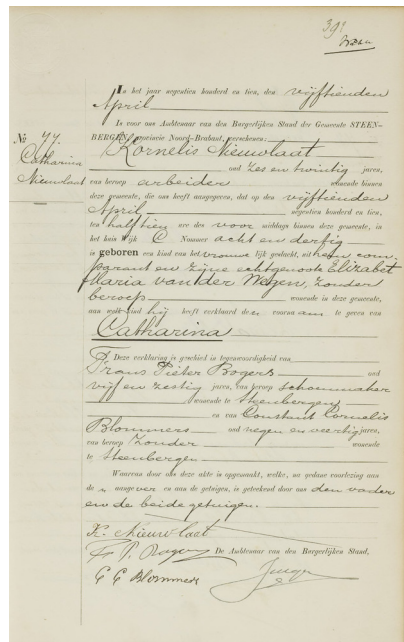 39
In het jaar negentien honderd en tien, den vijftienden
April
is voor ons Ambtenaar van den Burgerlijken Stand der Gemeente STEEN-
BERGEN, provincie Noord-Brabant, verschenen:
No 77
Catharina
Nieuwlaat
Kornelis Nieuwlaat
oud zes en twintig jaren,
van beroep arbeider wonende binnen
deze gemeente, die ons heeft aangegeven, dat op den vijftienden
April negentien honderd en tien,
ten half tien ure des voor middags binnen deze gemeente, in
het huis Wijk C Nummer acht en dertig
is geboren een kind van het vrouwelijk geslacht, uit hem com-
parant en zijne echtgenoote Elizabet
Maria van der Wegen, zonder
beroep wonende in deze gemeente,
aan welk kind hij heeft verklaard den voornaam te geven van
Catharina
Deze verklaring is geschied in tegenwoordigheid van
Frans Pieter Bogers oud
vijf en zestig jaren, van beroep schoenmaker
wonende te Steenbergen
en van Constant Cornelis
Blommers oud negen en veertig jaren,
van beroep zonder wonende
te Steenbergen
Waarvan door ons deze akte is opgemaakt, welke, na gedane voorlezing aan
den aangever en aan de getuigen, is geteekend door ons den vader
en de beide getuigen.
K. Nieuwlaat
F. P. Bogers
De Ambtenaar van den Burgerlijken Stand,
C C Blommers